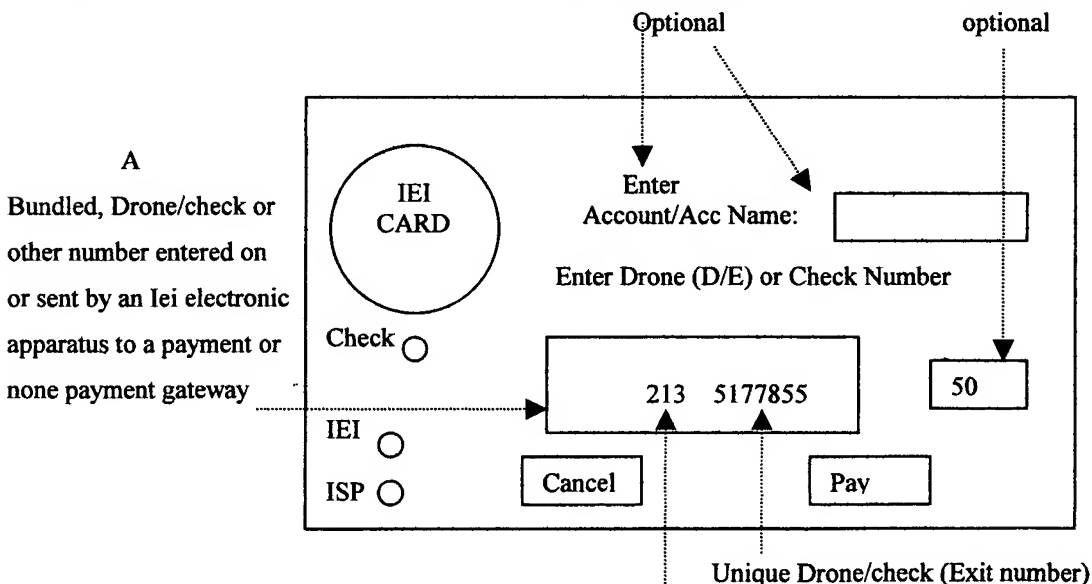 Optional
optional
A
Bundled, Drone/check or
other number entered on
or sent by an Iei electronic
apparatus to a payment or
none payment gateway
IEI
CARD
Enter
Account/Acc Name:
Enter Drone (D/E) or Check Number
Check
213 5177855
50
IEI
ISP
Cancel
Pay
Unique Drone/check (Exit number)